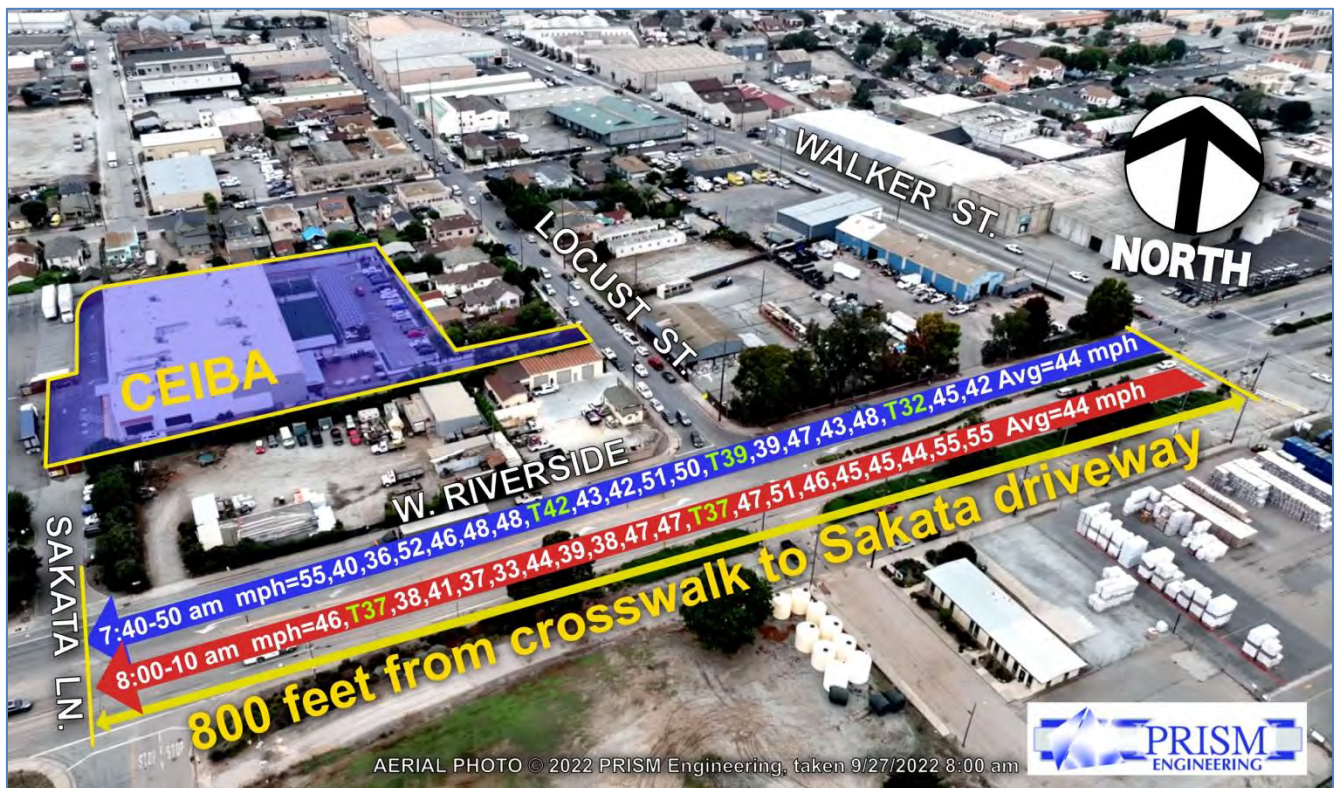 WALKER ST.
NORTH
LOCUST ST.
CEIBA
W. RIVERSIDE
SAKATA LN.
7:40-50 am mph=55,40,36,52,46,48,48,T42,43,42,51,50,T39,39,47,43,48,T32,45,42 Avg=44 mph
8:00-10 am mph=46,T37,38,41,37,33,44,39,38,47,47,T37,47,51,46,45,45,44,55,55 Avg=44 mph
800 feet from crosswalk to Sakata driveway
STOP
AERIAL PHOTO © 2022 PRISM Engineering, taken 9/27/2022 8:00 am
PRISM
ENGINEERING